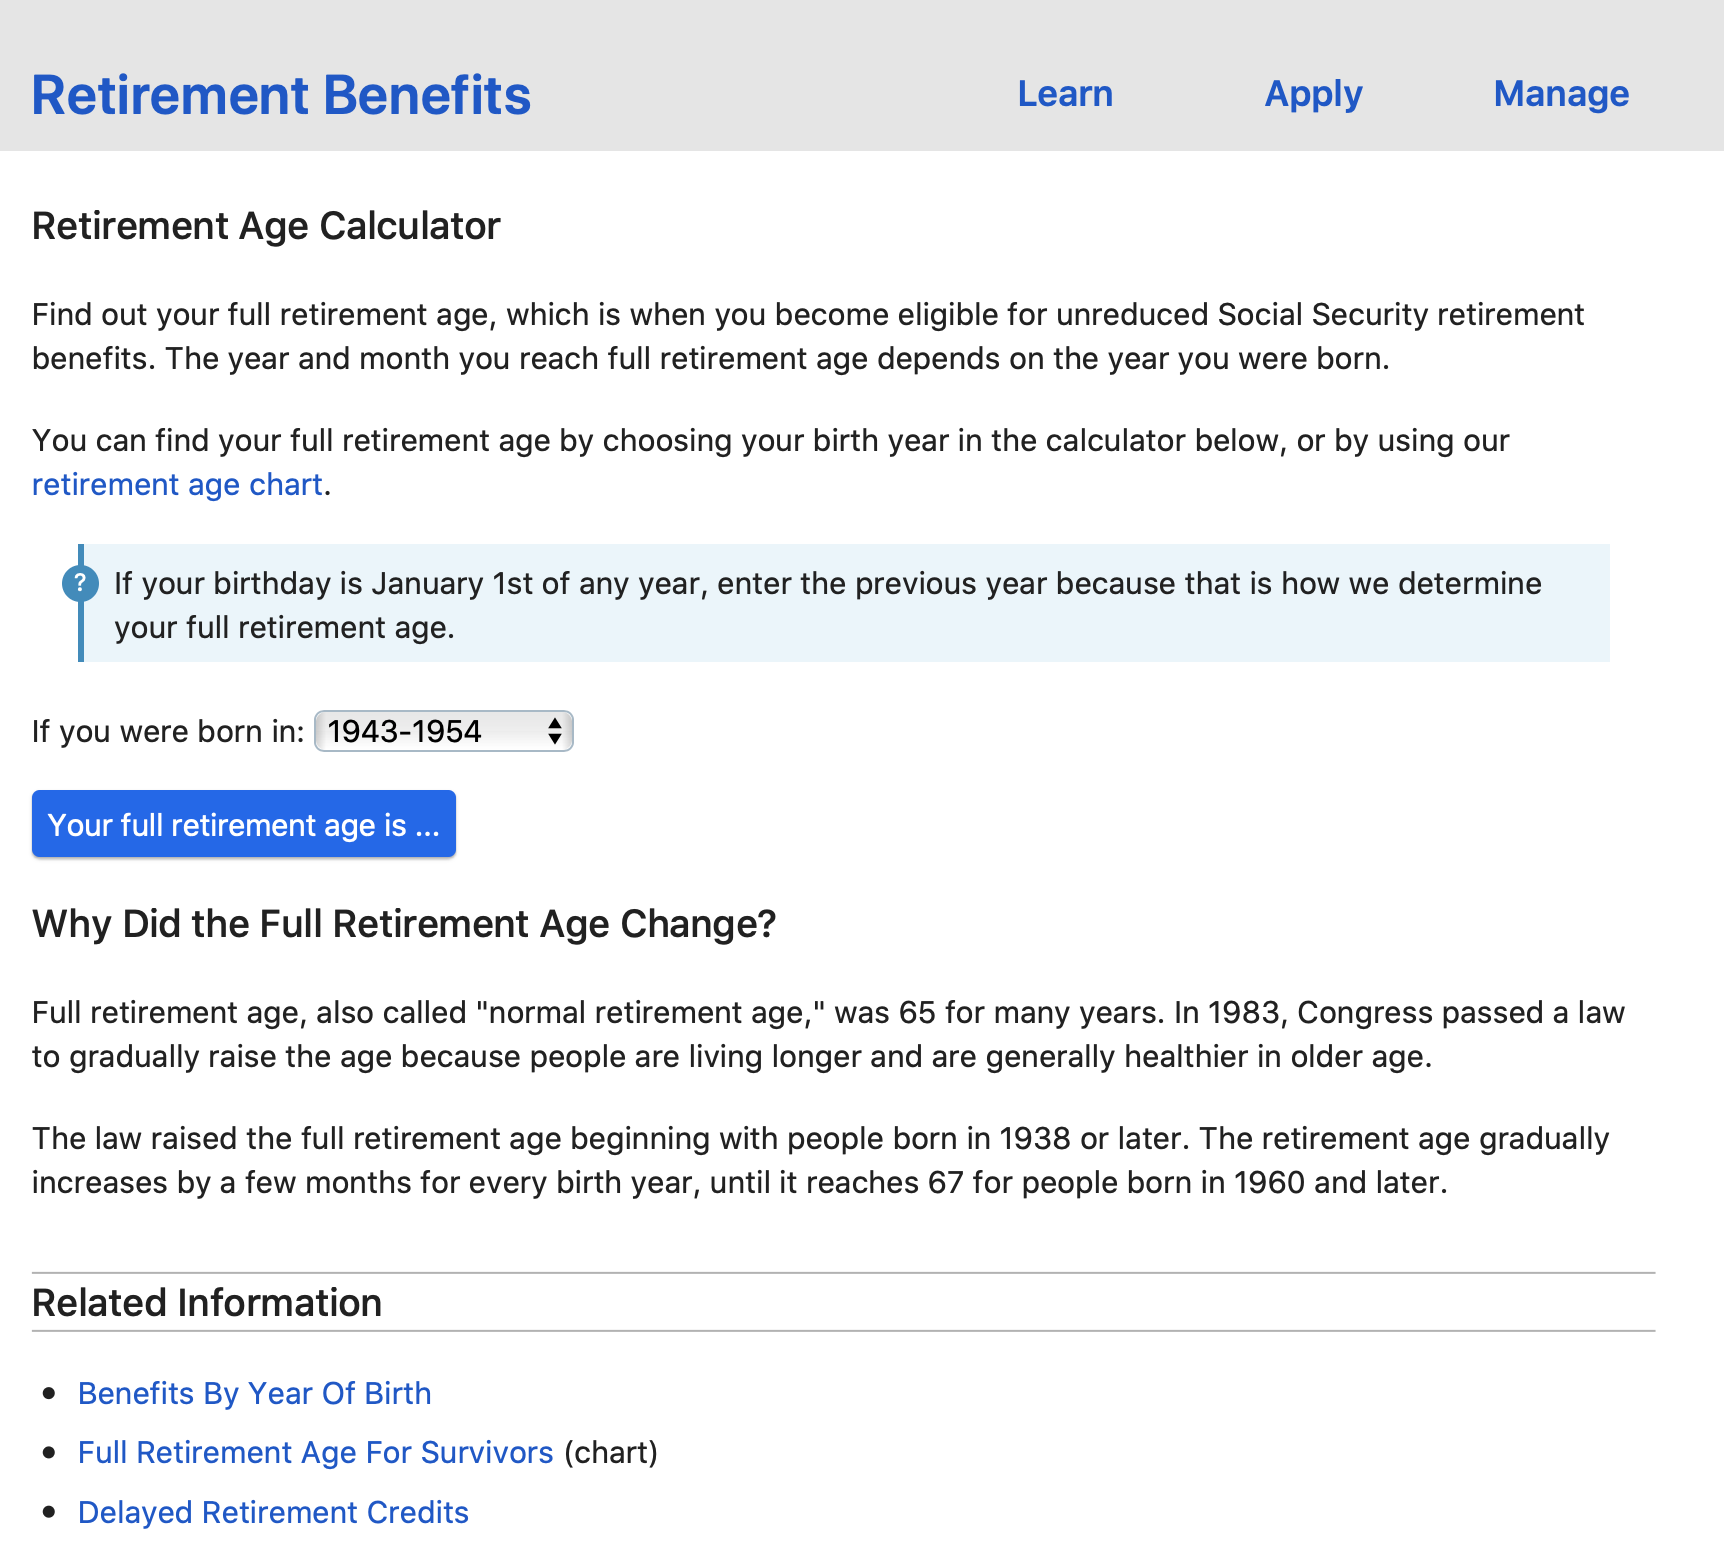 Retirement Benefits
Learn
Apply
Manage
Retirement Age Calculator
Find out your full retirement age, which is when you become eligible for unreduced Social Security retirement
benefits. The year and month you reach full retirement age depends on the year you were born.
You can find your full retirement age by choosing your birth year in the calculator below, or by using our
retirement age chart.
? If your birthday is January 1st of any year, enter the previous year because that is how we determine
your full retirement age.
If you were born in: 1943-1954
Your full retirement age is ...
Why Did the Full Retirement Age Change?
Full retirement age, also called "normal retirement age," was 65 for many years. In 1983, Congress passed a law
to gradually raise the age because people are living longer and are generally healthier in older age.
The law raised the full retirement age beginning with people born in 1938 or later. The retirement age gradually
increases by a few months for every birth year, until it reaches 67 for people born in 1960 and later.
Related Information
• Benefits By Year Of Birth
• Full Retirement Age For Survivors (chart)
• Delayed Retirement Credits